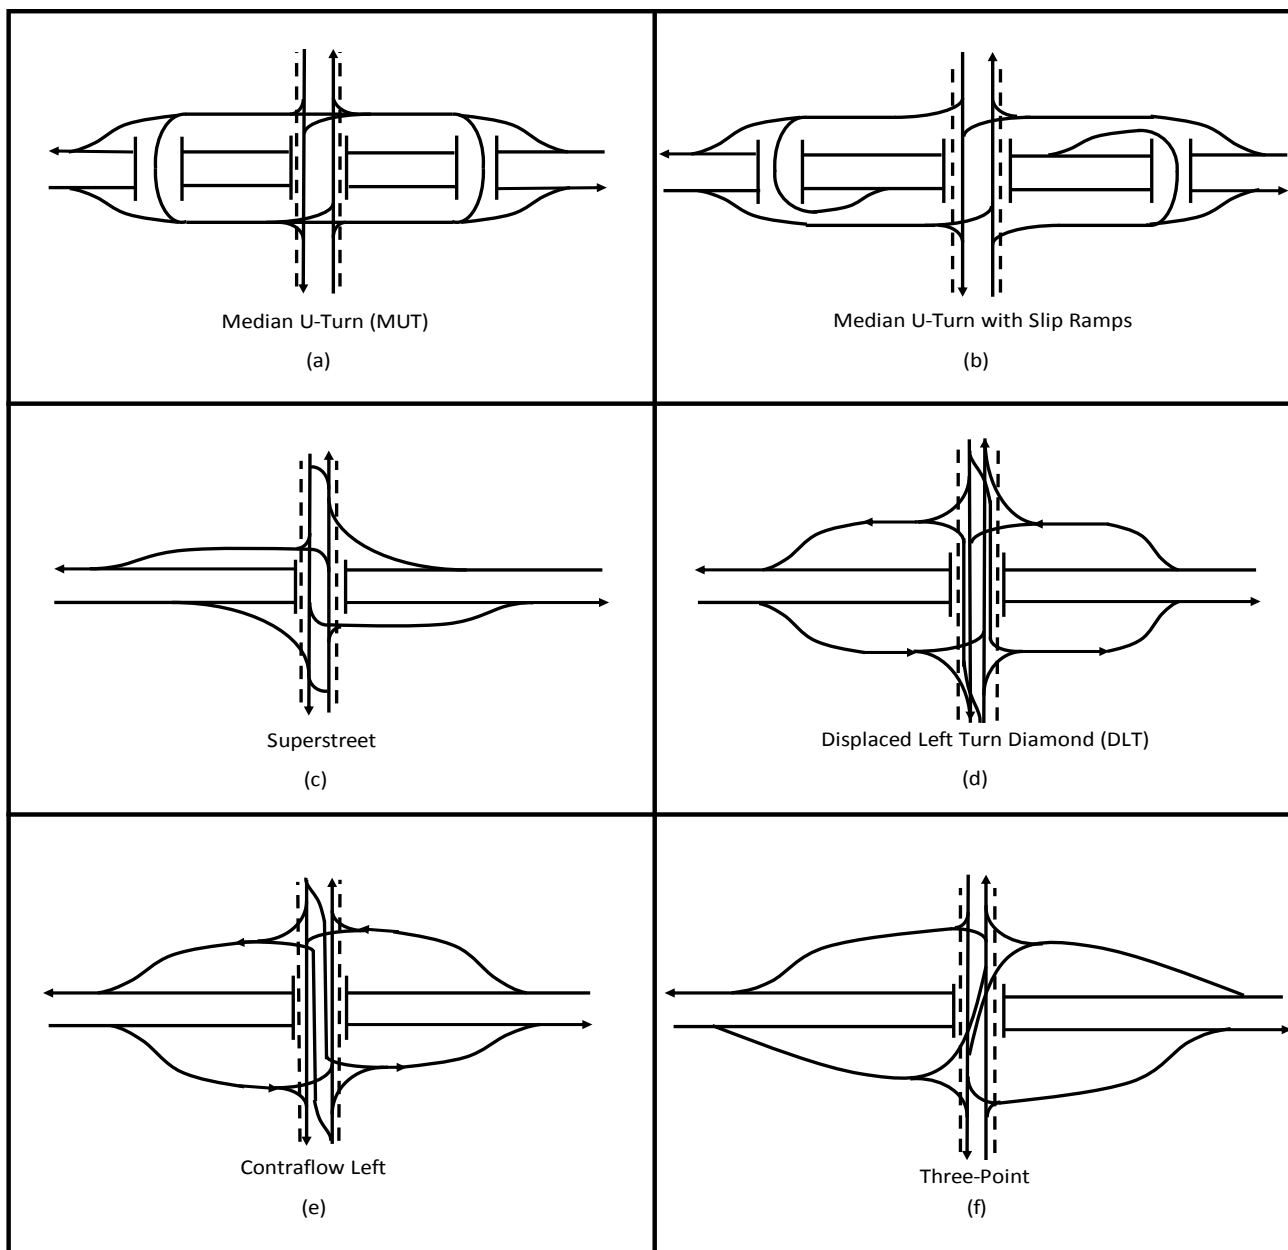 Median U-Turn (MUT)
(a)
Median U-Turn with Slip Ramps
(b)
Superstreet
(c)
Displaced Left Turn Diamond (DLT)
(d)
Contraflow Left
(e)
Three-Point
(f)